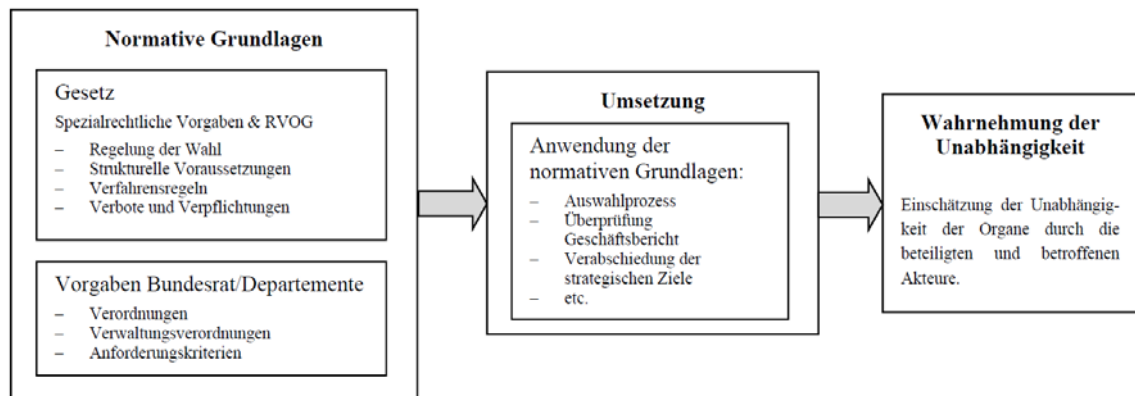 Normative Grundlagen
Gesetz
Spezialrechtliche Vorgaben & RVOG
– Regelung der Wahl
– Strukturelle Voraussetzungen
– Verfahrensregeln
– Verbote und Verpflichtungen
Vorgaben Bundesrat/Departemente
– Verordnungen
– Verwaltungsverordnungen
– Anforderungskriterien
Umsetzung
Anwendung der
normativen Grundlagen:
– Auswahlprozess
– Überprüfung
Geschäftsbericht
– Verabschiedung der
strategischen Ziele
– etc.
Wahrnehmung der
Unabhängigkeit
Einschätzung der Unabhängig-
keit der Organe durch die
beteiligten und betroffenen
Akteure.